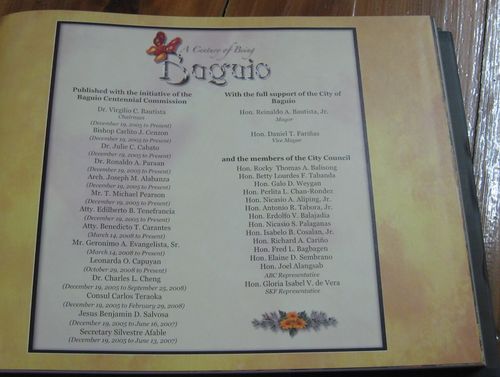 A Century of Being
Baguio
Published with the initiative of the
Baguio Centennial Commission
Dr. Virgilio C. Bautista
Chairman
(December 19, 2005 to Present)
Bishop Carlito J. Cenzon
(December 19, 2005 to Present)
Dr. Julie C. Cabato
(December 19, 2005 to Present)
Dr. Ronaldo A. Paraan
(December 19, 2005 to Present)
Arch. Joseph M. Alabanza
(December 19, 2005 to Present)
Mr. T. Michael Pearson
(December 19, 2005 to Present)
Atty. Edilberto B. Tenefrancia
(December 19, 2005 to Present)
Atty. Benedicto T. Carantes
(March 14, 2008 to Present)
Mr. Geronimo A. Evangelista, Sr.
(March 14, 2008 to Present)
Leonarda O. Capuyan
(October 29, 2008 to Present)
Dr. Charles L. Cheng
(December 19, 2005 to September 25, 2008)
Consul Carlos Teraoka
(December 19, 2005 to February 29, 2008)
Jesus Benjamin D. Salvosa
(December 19, 2005 to June 16, 2007)
Secretary Silvestre Afable
(December 19, 2005 to June 13, 2007)
With the full support of the City of
Baguio
Hon. Reinaldo A. Bautista, Jr.
Mayor
Hon. Daniel T. Fariñas
Vice Mayor
and the members of the City Council
Hon. Rocky Thomas A. Balisong
Hon. Betty Lourdes F. Tabanda
Hon. Galo D. Weygan
Hon. Perlita L. Chan-Rondez
Hon. Nicasio A. Aliping, Jr.
Hon. Antonio R. Tabora, Jr.
Hon. Erdolfo V. Balajadia
Hon. Nicasio S. Palaganas
Hon. Isabelo B. Cosalan, Jr.
Hon. Richard A. Cariño
Hon. Fred L. Bagbagen
Hon. Elaine D. Sembrano
Hon. Joel Alangsab
ABC Representative
Hon. Gloria Isabel V. de Vera
SKF Representative